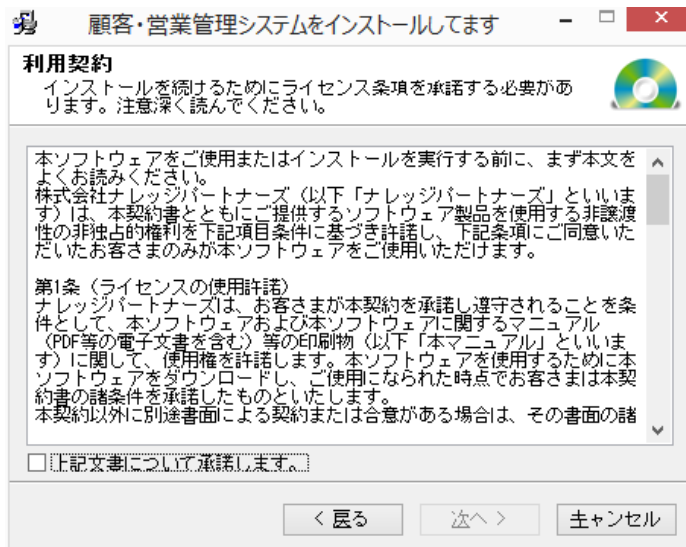 顧客・営業管理システムをインストールしてます
利用契約
インストールを続けるためにライセンス条項を承諾する必要があ
ります。注意深く読んでください。
本ソフトウェアをご使用またはインストールを実行する前に、まず本文を
よくお読みください。
株式会社ナレッジパートナーズ（以下「ナレッジパートナーズ」といいま
す）は、本契約書とともにご提供するソフトウェア製品を使用する非譲渡
性の非独占的権利を下記項目条件に基づき許諾し、下記条項にご同意いた
だいたお客さまのみが本ソフトウェアをご使用いただけます。
第1条（ライセンスの使用許諾）
ナレッジパートナーズは、お客さまが本契約を承諾し遵守されることを条
件として、本ソフトウェアおよび本ソフトウェアに関するマニュアル
（PDF等の電子文書を含む）等の印刷物（以下「本マニュアル」といいま
す）に関して、使用権を許諾します。本ソフトウェアを使用するために本
ソフトウェアをダウンロードし、ご使用になられた時点でお客さまは本契
約書の諸条件を承諾したものといたします。
本契約以外に別途書面による契約または合意がある場合は、その書面の諸
上記文書について承諾します。
< 戻る
次へ >
キャンセル